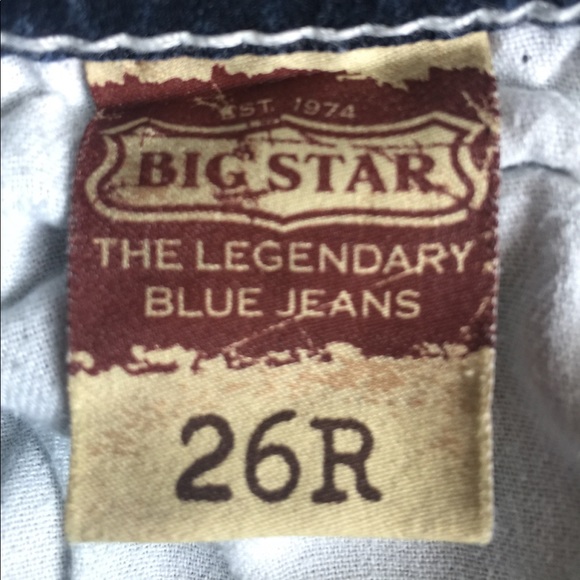 EST. 1974
BIG STAR
THE LEGENDARY
BLUE JEANS
26R